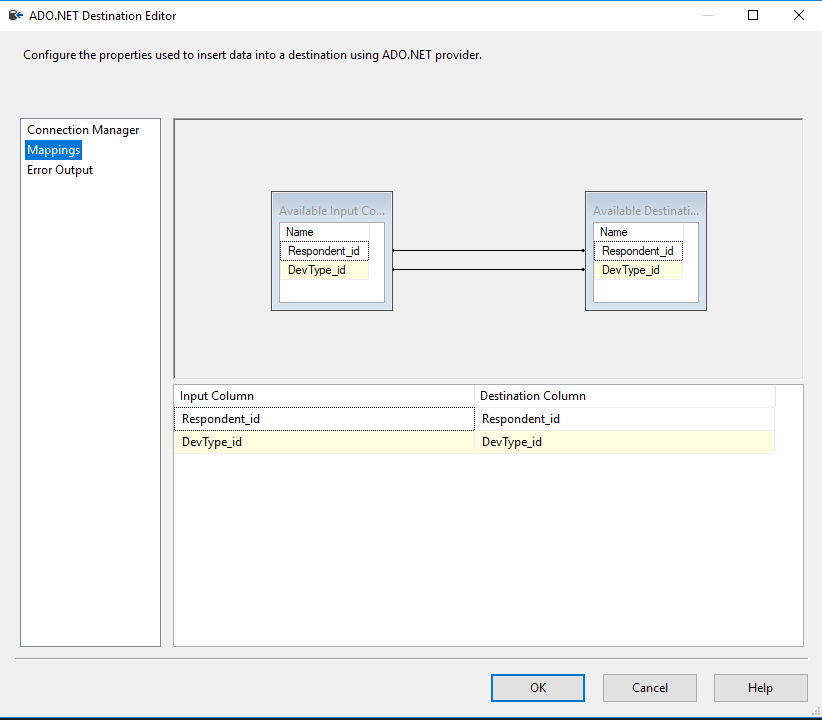 ADO.NET Destination Editor
Configure the properties used to insert data into a destination using ADO.NET provider.
Connection Manager
Mappings
Error Output
Available Input Co...
Name
Respondent_id
DevType_id
Available Destinati...
Name
Respondent_id
DevType_id
Input Column Destination Column
Respondent_id Respondent_id
DevType_id DevType_id
OK Cancel Help